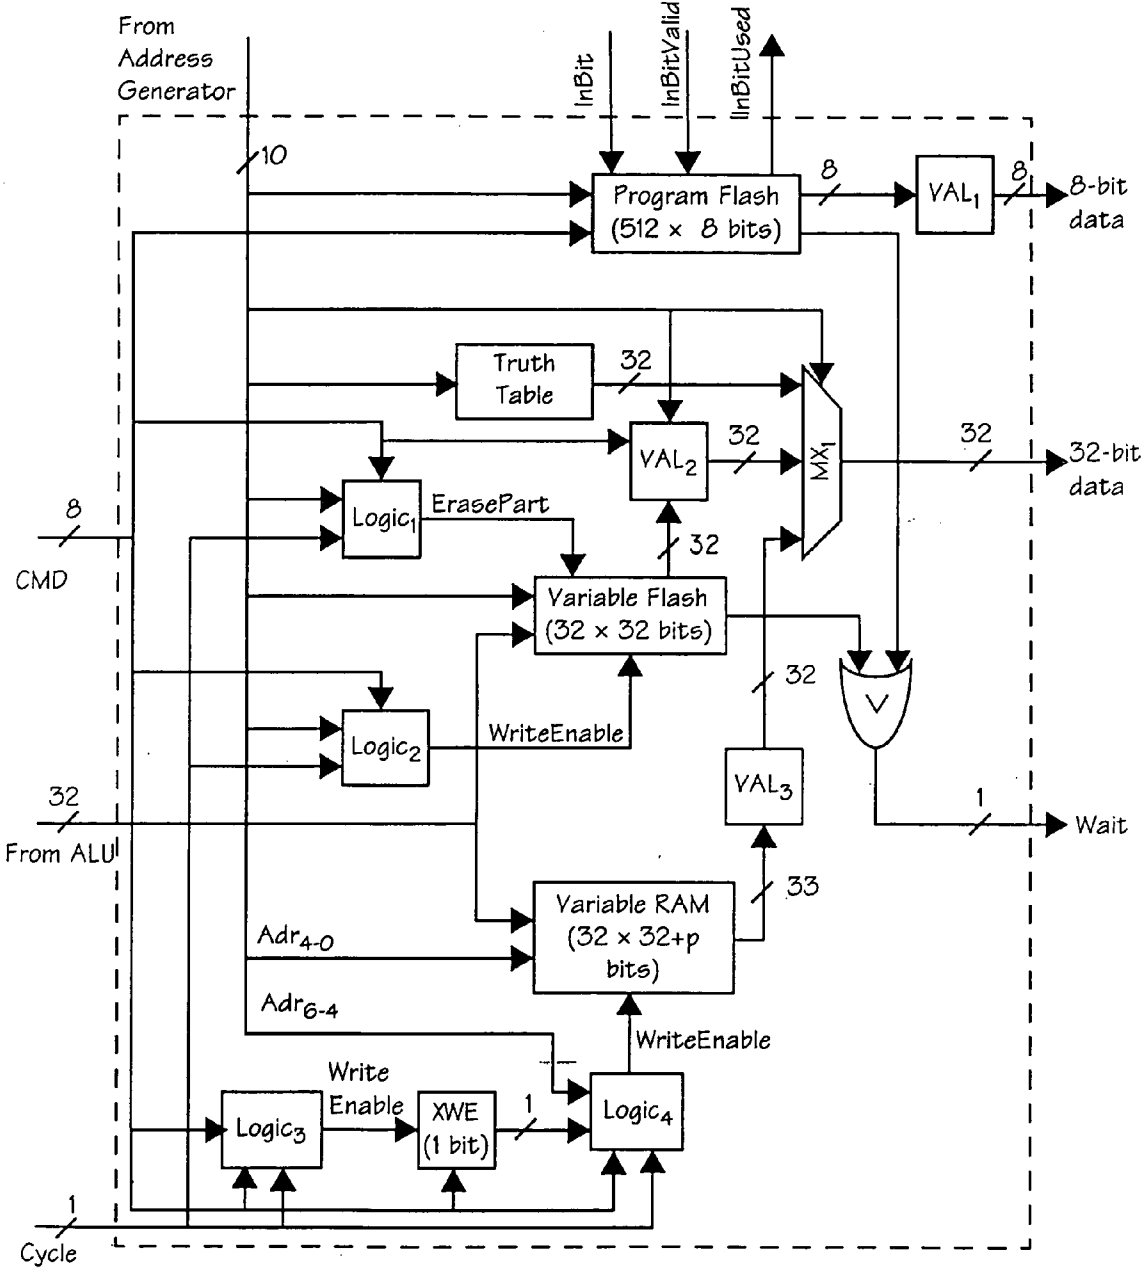 From
Address
Generator
InBit
InBitValid
InBitUsed
10
Program Flash
(512 × 8 bits)
8
VAL1
8
8-bit
data
Truth
Table
32
VAL2
32
MX1
32
32-bit
data
8
CMD
Logic1
ErasePart
32
Variable Flash
(32 × 32 bits)
32
V
Logic2
WriteEnable
VAL3
32
From ALU
1
Wait
33
Variable RAM
(32 × 32+p
bits)
Adr4-0
Adr6-4
WriteEnable
Write
Enable
Logic3
XWE
(1 bit)
1
Logic4
1
Cycle